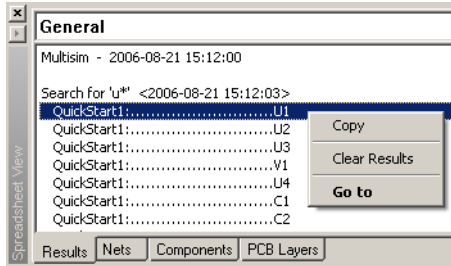 General
Multisim - 2006-08-21 15:12:00
Search for 'u*' <2006-08-21 15:12:03>
QuickStart1:............................U1
QuickStart1:............................U2
QuickStart1:............................U3
QuickStart1:............................V1
QuickStart1:............................U4
QuickStart1:............................C1
QuickStart1:............................C2
Copy
Clear Results
Go to
Spreadsheet View
Results Nets Components PCB Layers